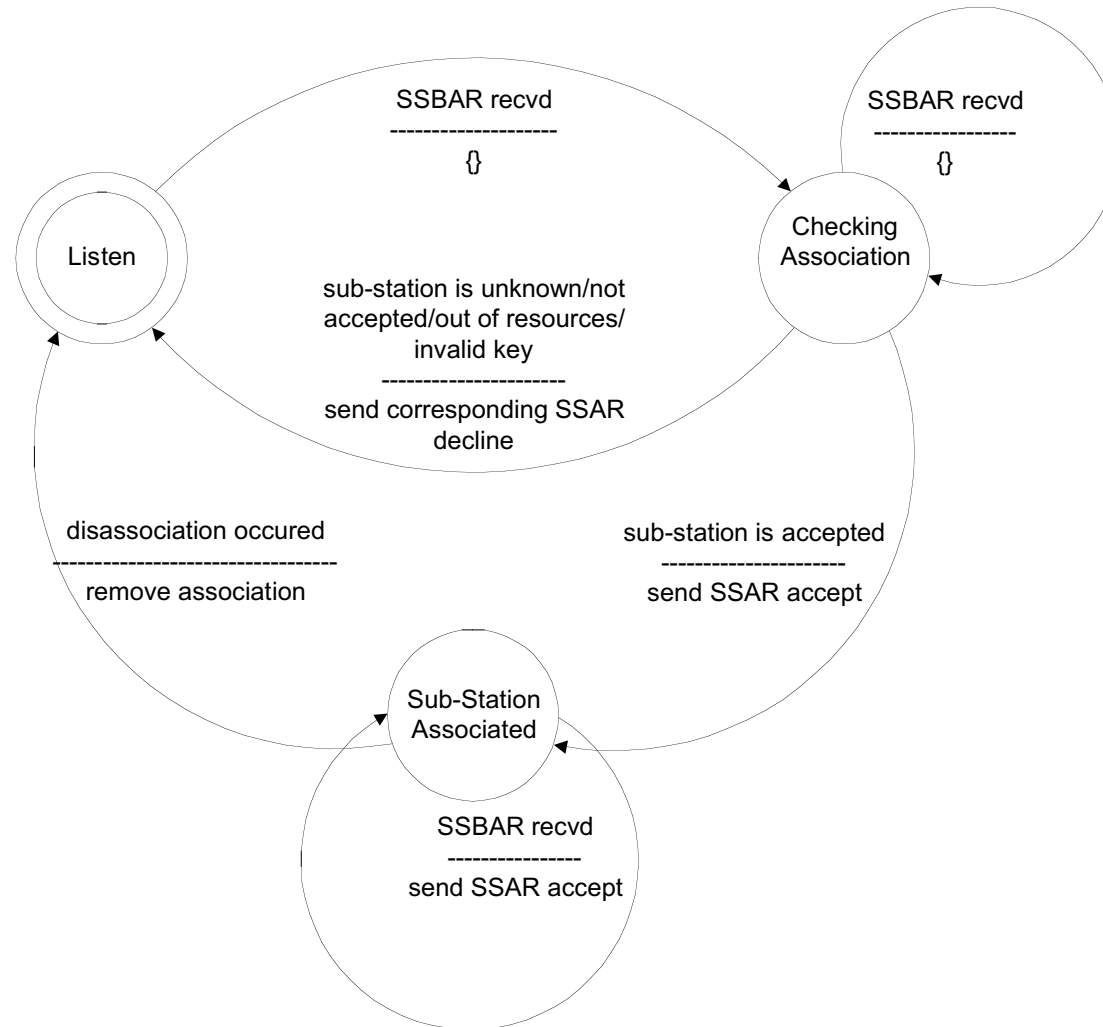 SSBAR recvd
--------------------
{}
SSBAR recvd
-----------------
{}
Listen
Checking
Association
sub-station is unknown/not
accepted/out of resources/
invalid key
----------------------
send corresponding SSAR
decline
disassociation occured
----------------------------------
remove association
sub-station is accepted
----------------------
send SSAR accept
Sub-Station
Associated
SSBAR recvd
----------------
send SSAR accept